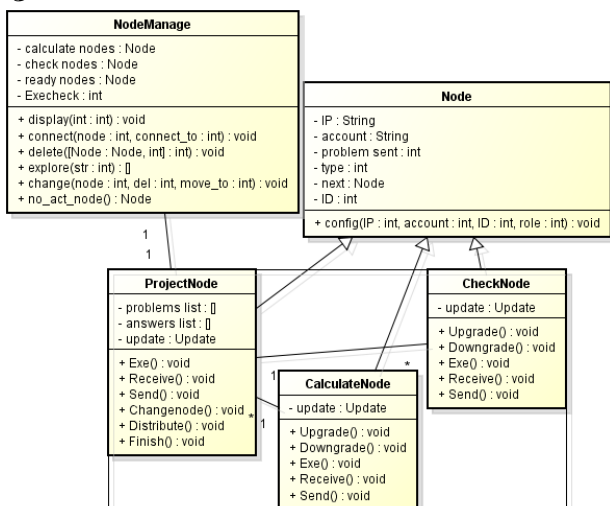 NodeManage
- calculate nodes : Node
- check nodes : Node
- ready nodes : Node
- Execheck : int
+ display(int : int) : void
+ connect(node : int, connect_to : int) : void
+ delete([Node : Node, int] : int) : void
+ explore(str : int) : []
+ change(node : int, del : int, move_to : int) : void
+ no_act_node() : Node
Node
- IP : String
- account : String
- problem sent : int
- type : int
- next : Node
- ID : int
+ config(IP : int, account : int, ID : int, role : int) : void
1
1
ProjectNode
- problems list : []
- answers list : []
- update : Update
+ Exe() : void
+ Receive() : void
+ Send() : void
+ Changenode() : void
+ Distribute() : void
+ Finish() : void
CheckNode
- update : Update
+ Upgrade() : void
+ Downgrade() : void
+ Exe() : void
+ Receive() : void
+ Send() : void
1
*
*
1
CalculateNode
- update : Update
+ Upgrade() : void
+ Downgrade() : void
+ Exe() : void
+ Receive() : void
+ Send() : void